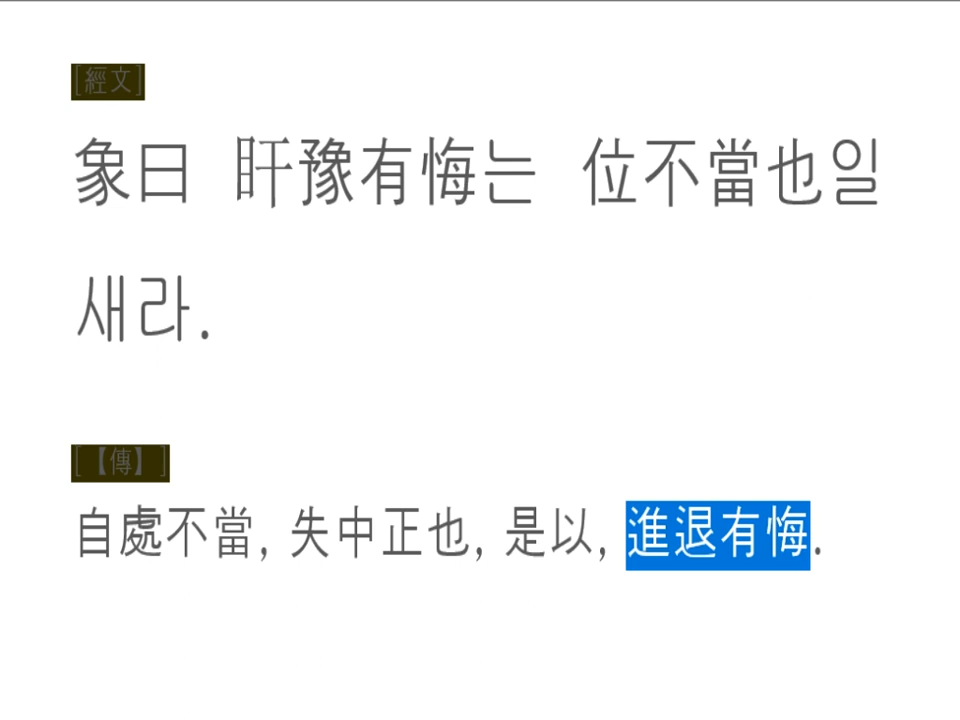 [經文]
象曰 盱豫有悔는 位不當也일
새라.
[【傳】]
自處不當, 失中正也, 是以, 進退有悔.